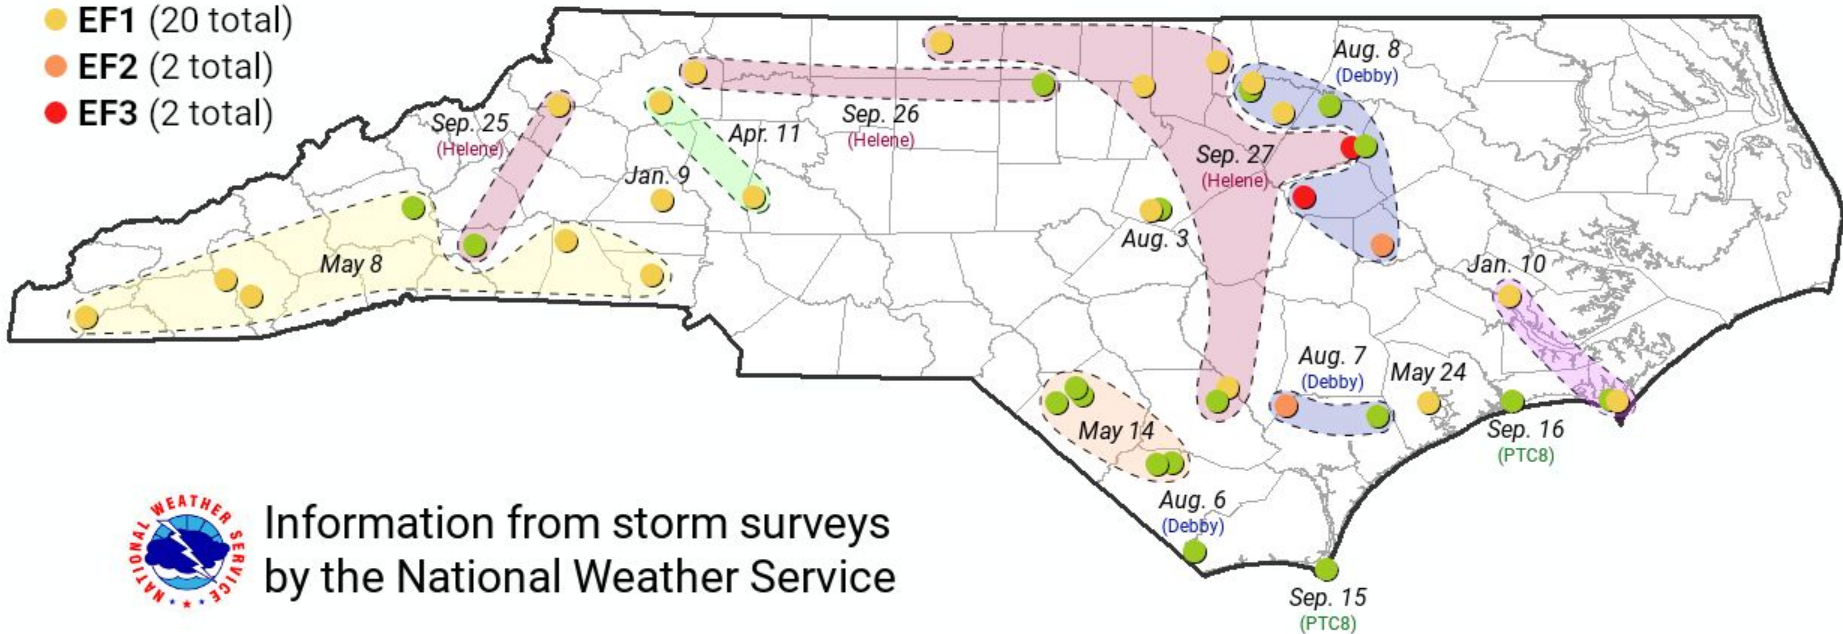 EF1 (20 total)
EF2 (2 total)
EF3 (2 total)
Aug. 8
(Debby)
Sep. 25
(Helene)
Sep. 26
(Helene)
Apr. 11
Sep. 27
(Helene)
Jan. 9
Aug. 3
May 8
Jan. 10
Aug. 7
(Debby)
May 24
May 14
Sep. 16
(PTC8)
Aug. 6
(Debby)
Sep. 15
(PTC8)
NATIONAL WEATHER SERVICE
Information from storm surveys
by the National Weather Service